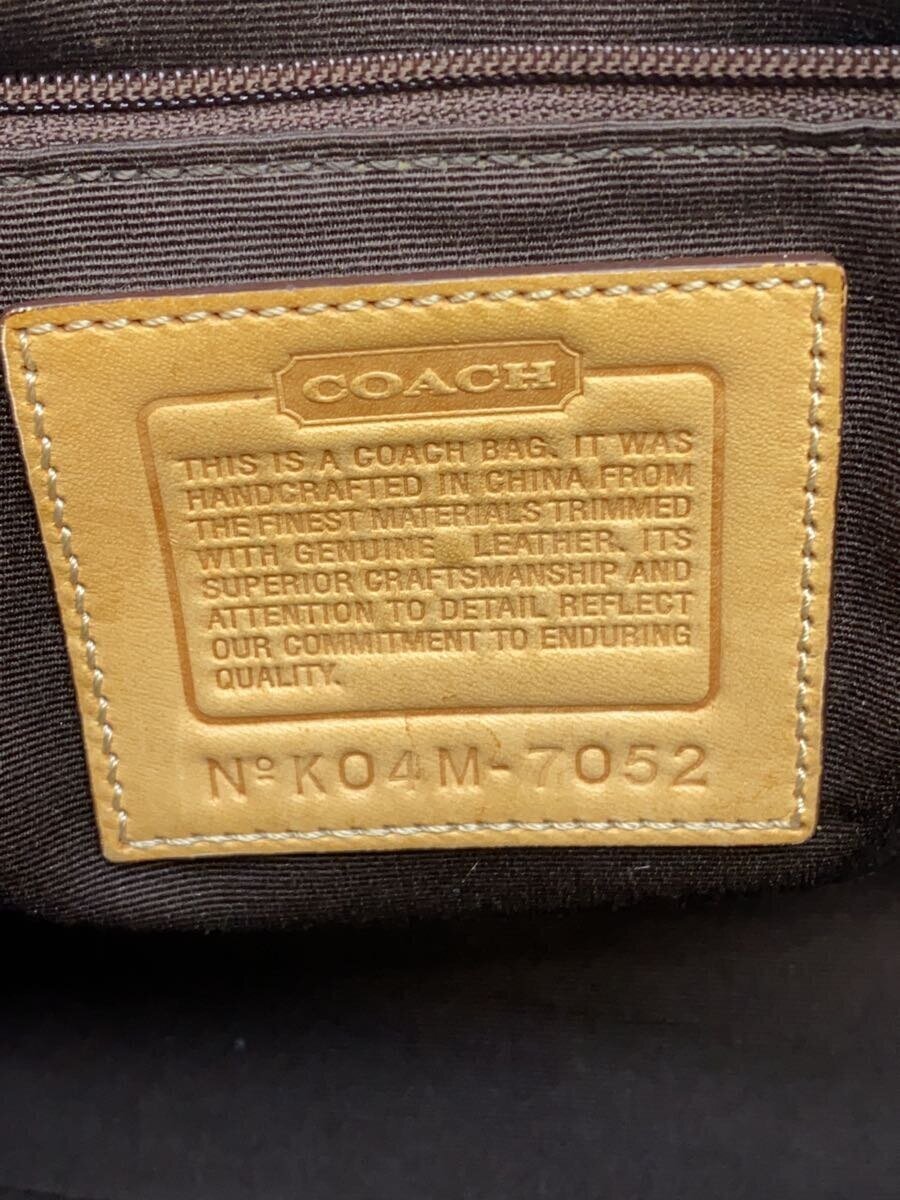 COACH
THIS IS A COACH BAG. IT WAS
HANDCRAFTED IN CHINA FROM
THE FINEST MATERIALS TRIMMED
WITH GENUINE LEATHER. ITS
SUPERIOR CRAFTSMANSHIP AND
ATTENTION TO DETAIL REFLECT
OUR COMMITMENT TO ENDURING
QUALITY.
Nº K04M-7052